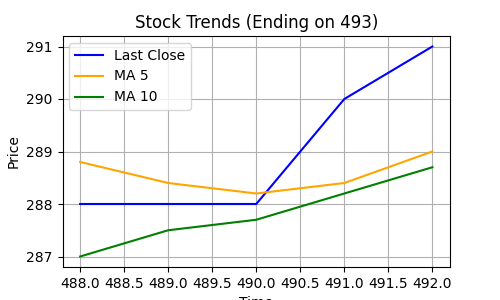 Stock Trends (Ending on 493)
Last Close
MA 5
MA 10
291
290
289
288
287
Price
488.0 488.5 489.0 489.5 490.0 490.5 491.0 491.5 492.0
Time